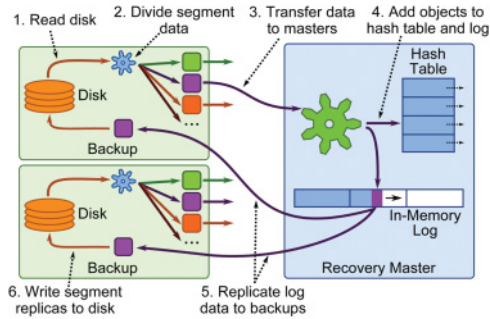 1. Read disk
2. Divide segment
data
3. Transfer data
to masters
4. Add objects to
hash table and log
Hash
Table
Disk
...
Backup
Disk
...
Backup
In-Memory
Log
Recovery Master
6. Write segment
replicas to disk
5. Replicate log
data to backups